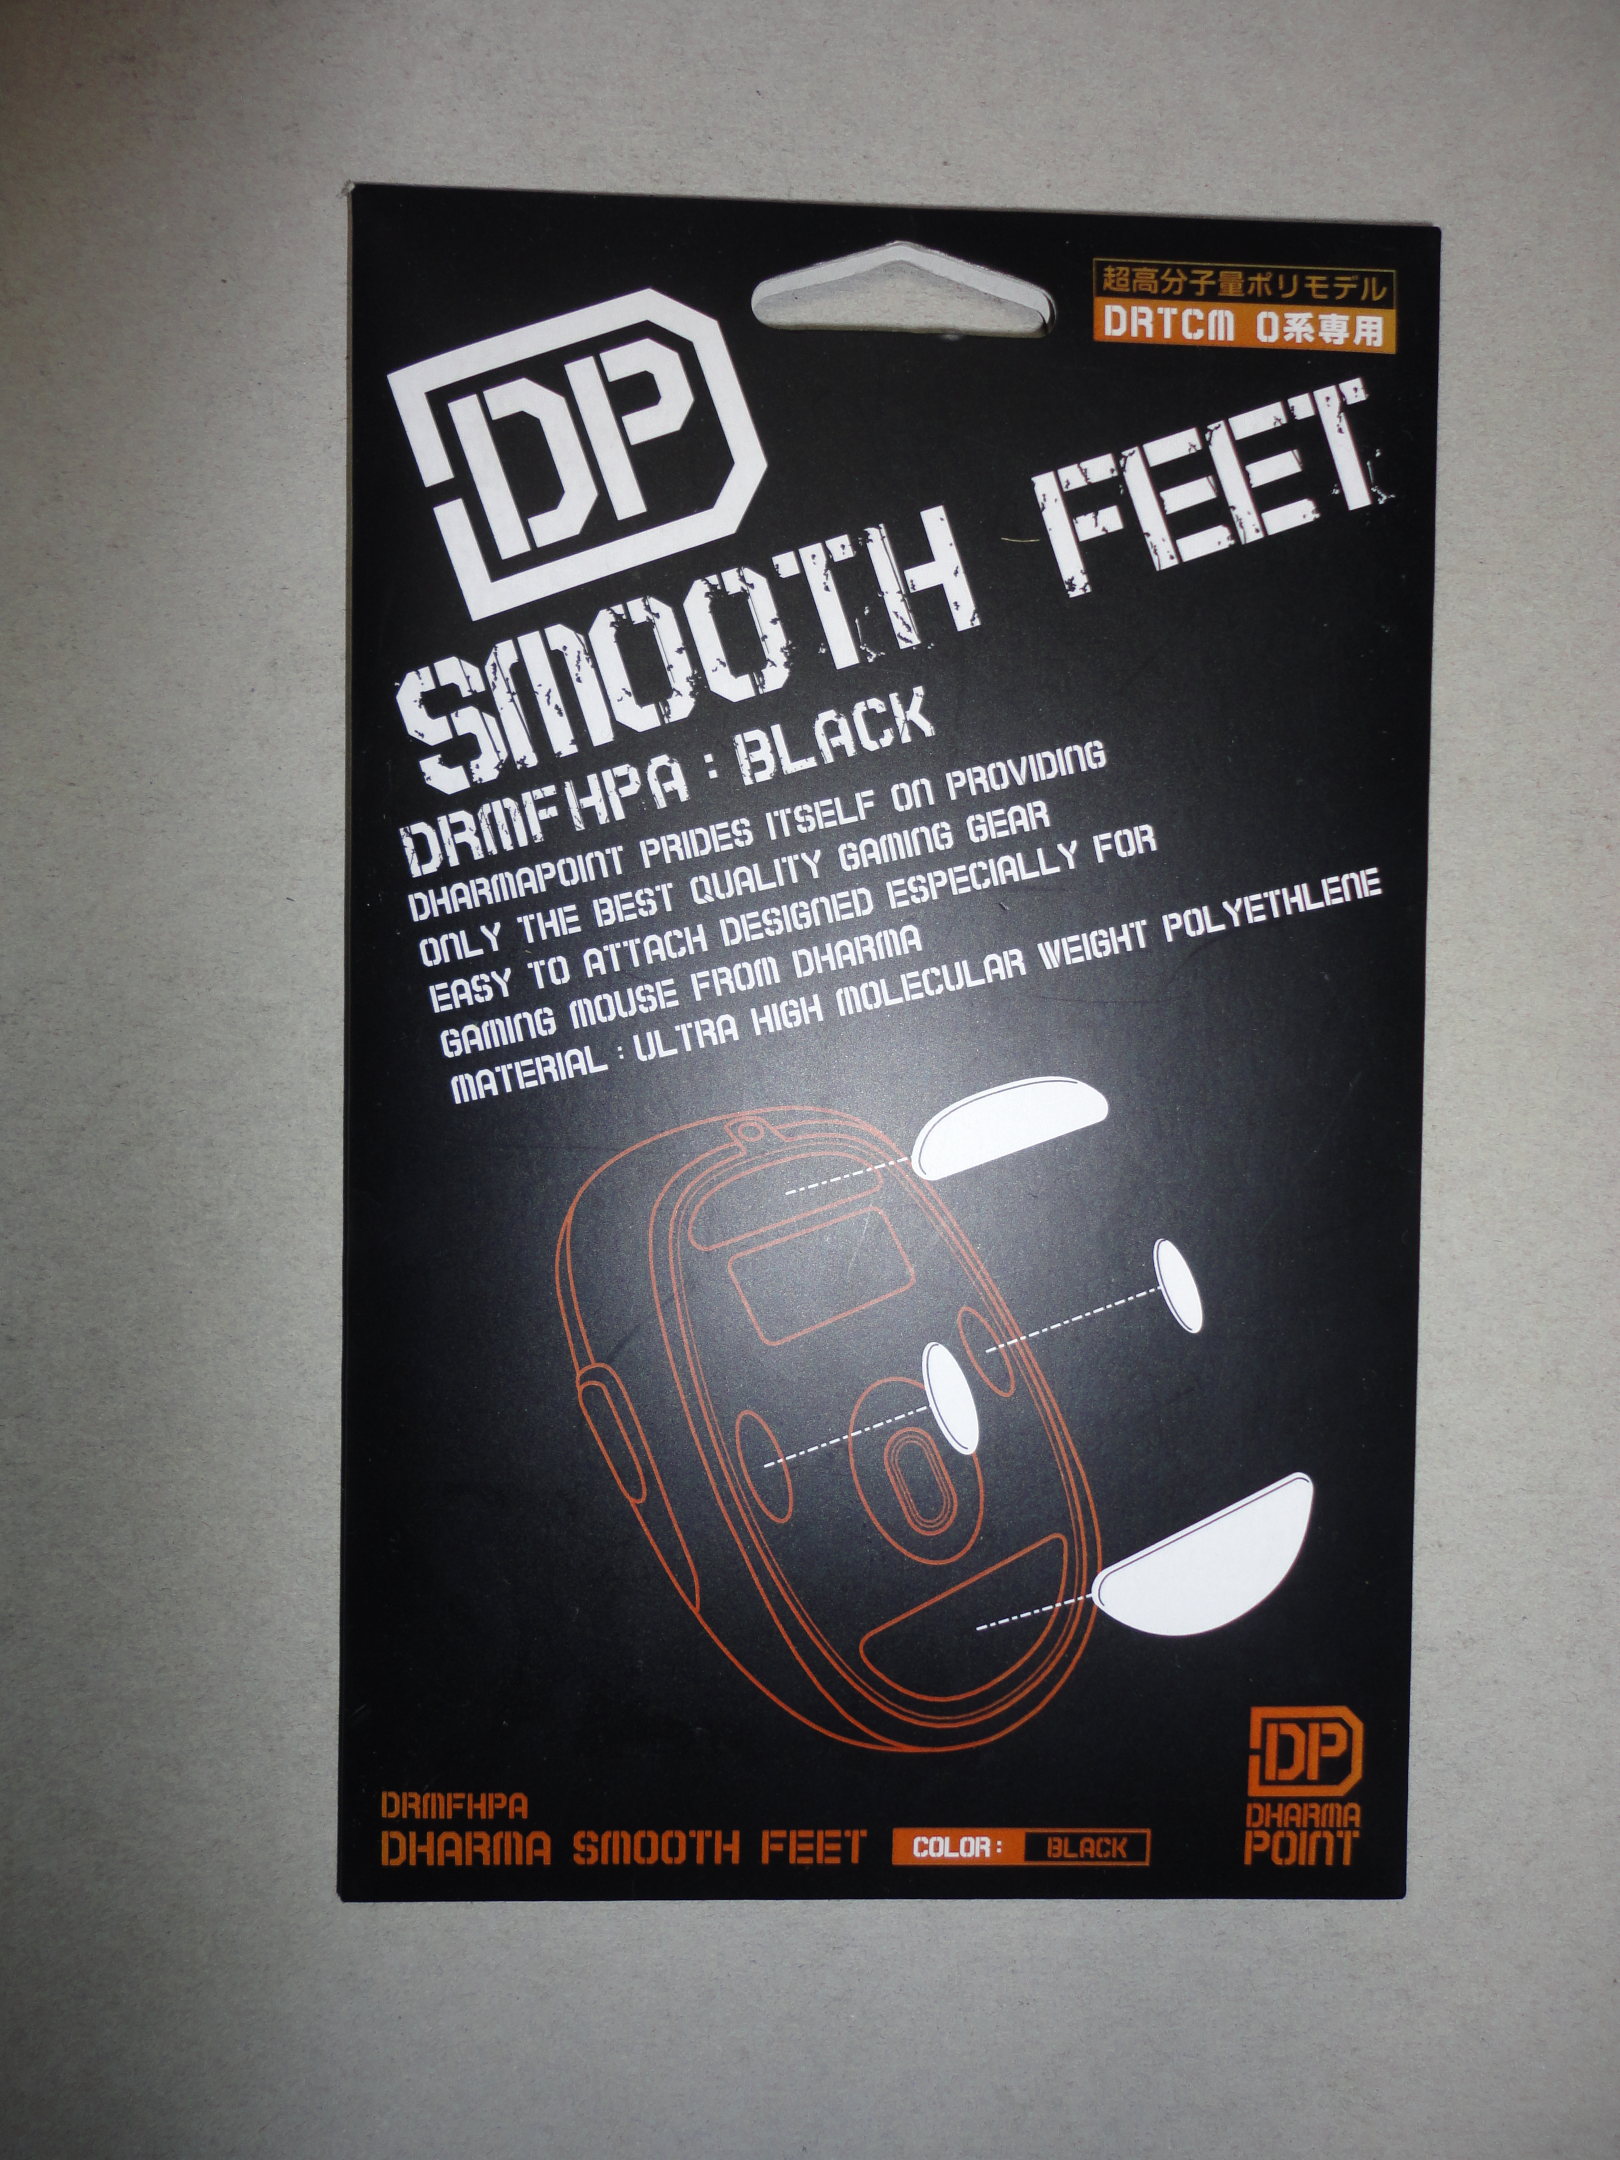 超高分子量ポリモデル
DRTCM 0系専用
DP
SMOOTH FEET
DRMFHPA : BLACK
DHARMAPOINT PRIDES ITSELF ON PROVIDING
ONLY THE BEST QUALITY GAMING GEAR
EASY TO ATTACH DESIGNED ESPECIALLY FOR
GAMING MOUSE FROM DHARMA
MATERIAL : ULTRA HIGH MOLECULAR WEIGHT POLYETHLENE
DP
DHARMA
POINT
DRMFHPA
DHARMA SMOOTH FEET COLOR: BLACK